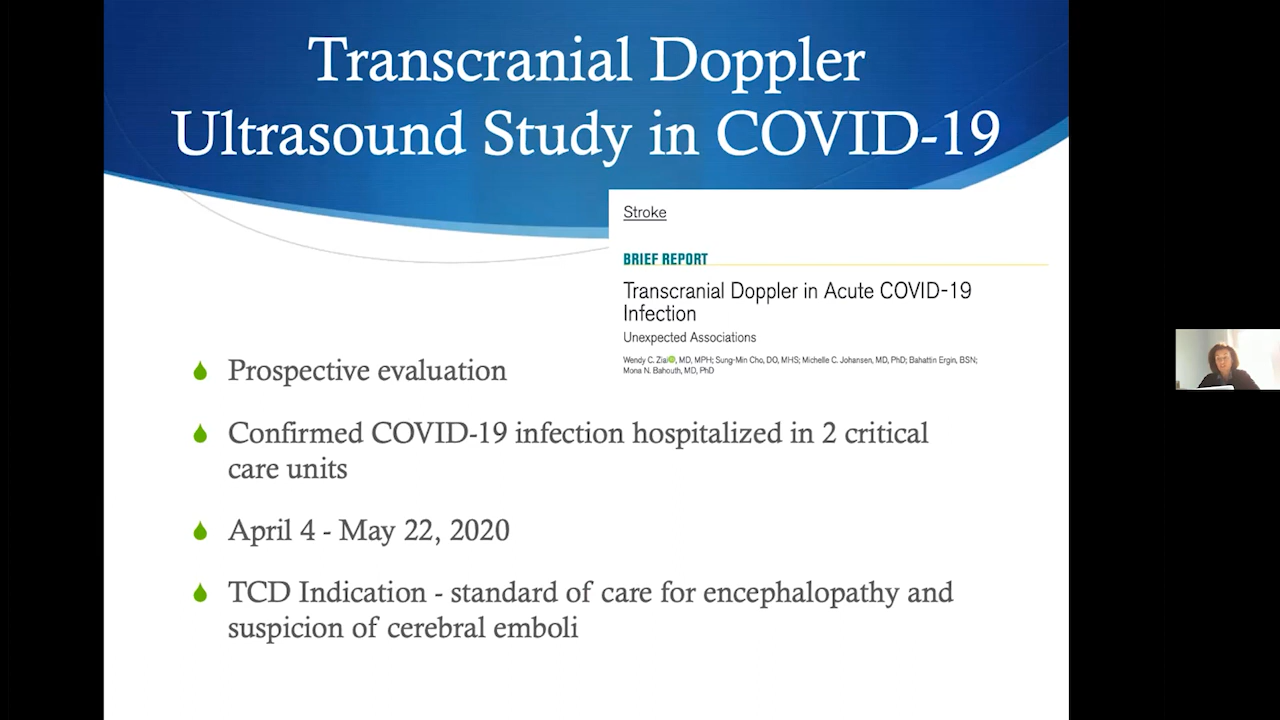 Transcranial Doppler
Ultrasound Study in COVID-19
Stroke
BRIEF REPORT
Transcranial Doppler in Acute COVID-19
Infection
Unexpected Associations
Wendy C. Ziai, MD, MPH; Sung-Min Cho, DO, MHS; Michelle C. Johansen, MD, PhD; Bahattin Ergin, BSN;
Mona N. Bahouth, MD, PhD
Prospective evaluation
Confirmed COVID-19 infection hospitalized in 2 critical
care units
April 4 - May 22, 2020
TCD Indication - standard of care for encephalopathy and
suspicion of cerebral emboli